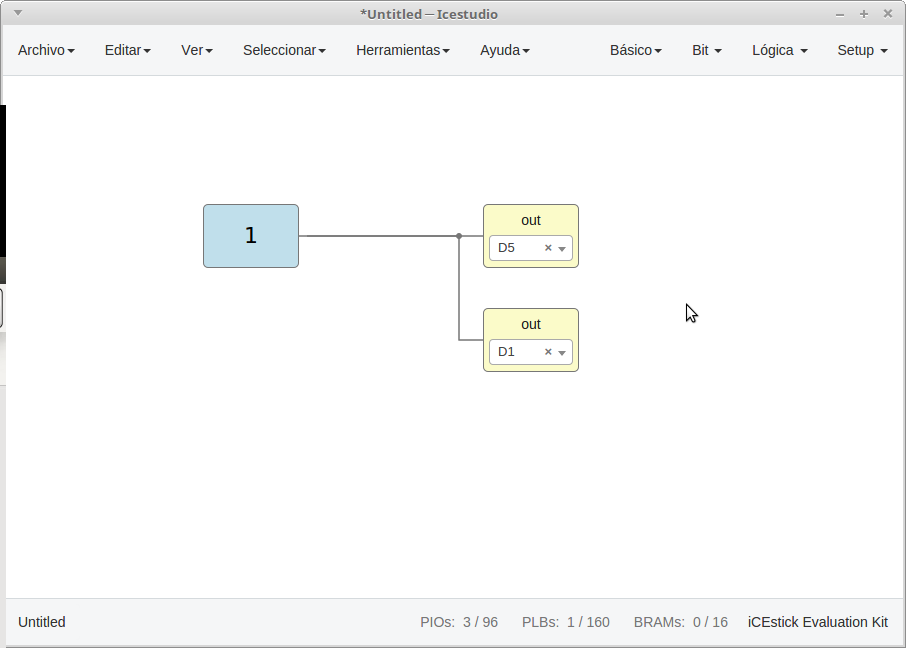 *Untitled — Icestudio
Archivo Editar Ver Seleccionar Herramientas Ayuda Básico Bit Lógica Setup
1
out
D5
out
D1
Untitled PIOs: 3 / 96 PLBs: 1 / 160 BRAMs: 0 / 16 iCEstick Evaluation Kit